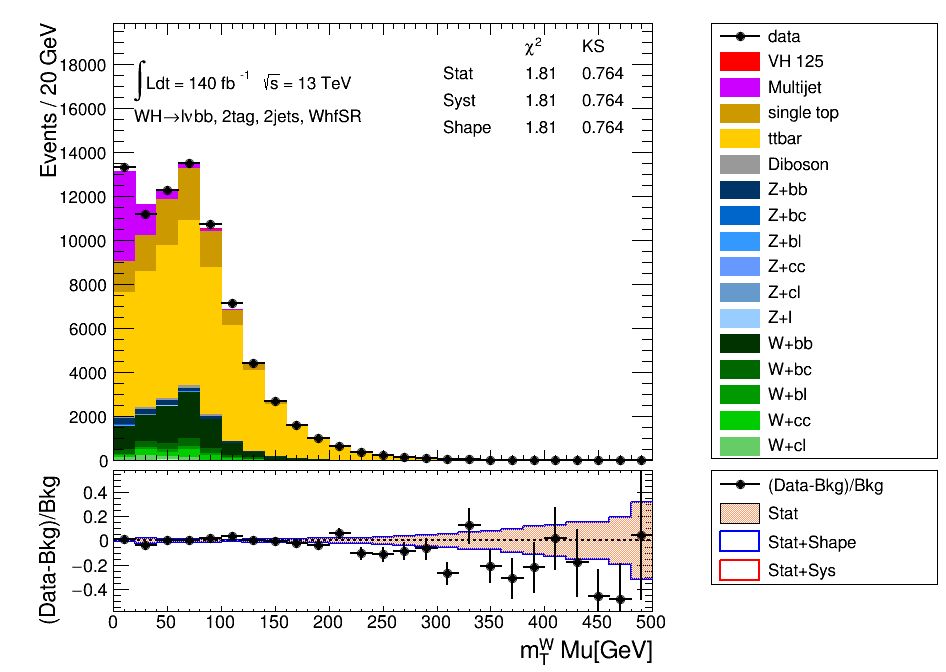 Events / 20 GeV
18000
16000
14000
12000
10000
8000
6000
4000
2000
0
∫Ldt = 140 fb⁻¹ √s = 13 TeV
WH→lνbb, 2tag, 2jets, WhfSR
χ² KS
Stat 1.81 0.764
Syst 1.81 0.764
Shape 1.81 0.764
data
VH 125
Multijet
single top
ttbar
Diboson
Z+bb
Z+bc
Z+bl
Z+cc
Z+cl
Z+l
W+bb
W+bc
W+bl
W+cc
W+cl
(Data-Bkg)/Bkg
0.4
0.2
0
−0.2
−0.4
0 50 100 150 200 250 300 350 400 450 500
m_T^W Mu[GeV]
(Data-Bkg)/Bkg
Stat
Stat+Shape
Stat+Sys